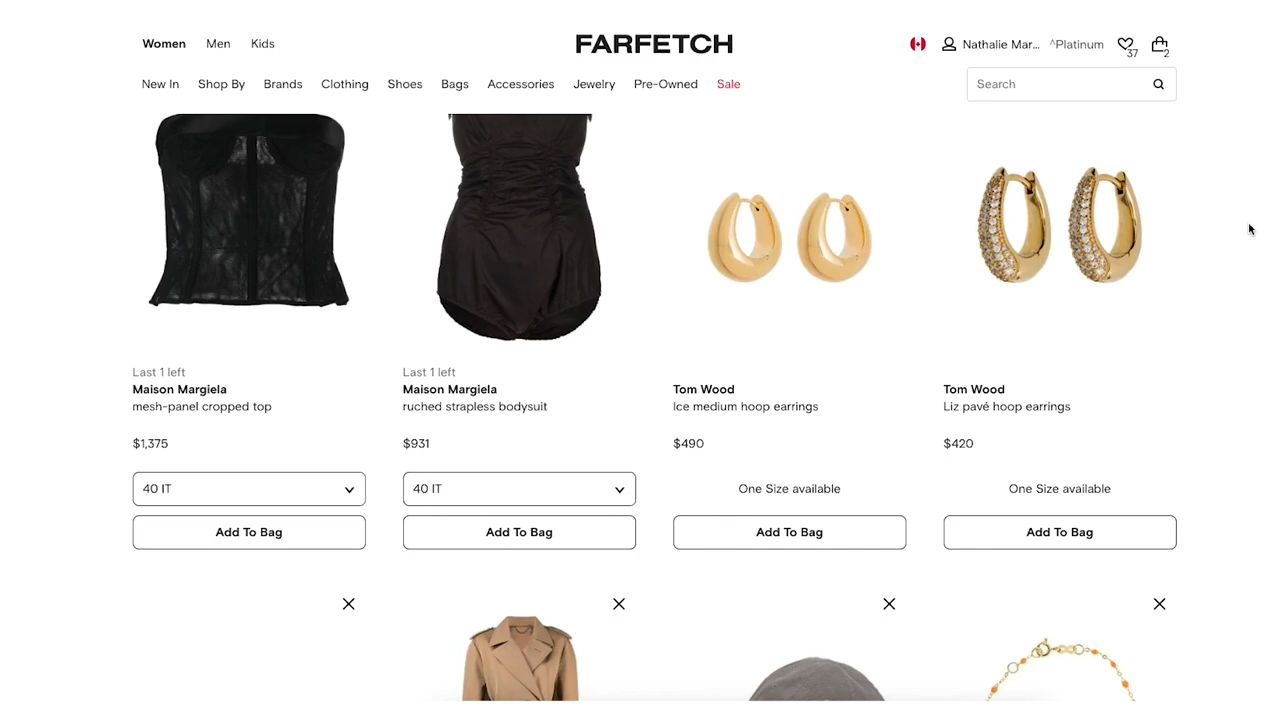 Women Men Kids
FARFETCH
Nathalie Mar... ^Platinum 37 2
New In Shop By Brands Clothing Shoes Bags Accessories Jewelry Pre-Owned Sale
Search
Last 1 left
Maison Margiela
mesh-panel cropped top
$1,375
40 IT
Add To Bag
Last 1 left
Maison Margiela
ruched strapless bodysuit
$931
40 IT
Add To Bag
Tom Wood
Ice medium hoop earrings
$490
One Size available
Add To Bag
Tom Wood
Liz pavé hoop earrings
$420
One Size available
Add To Bag